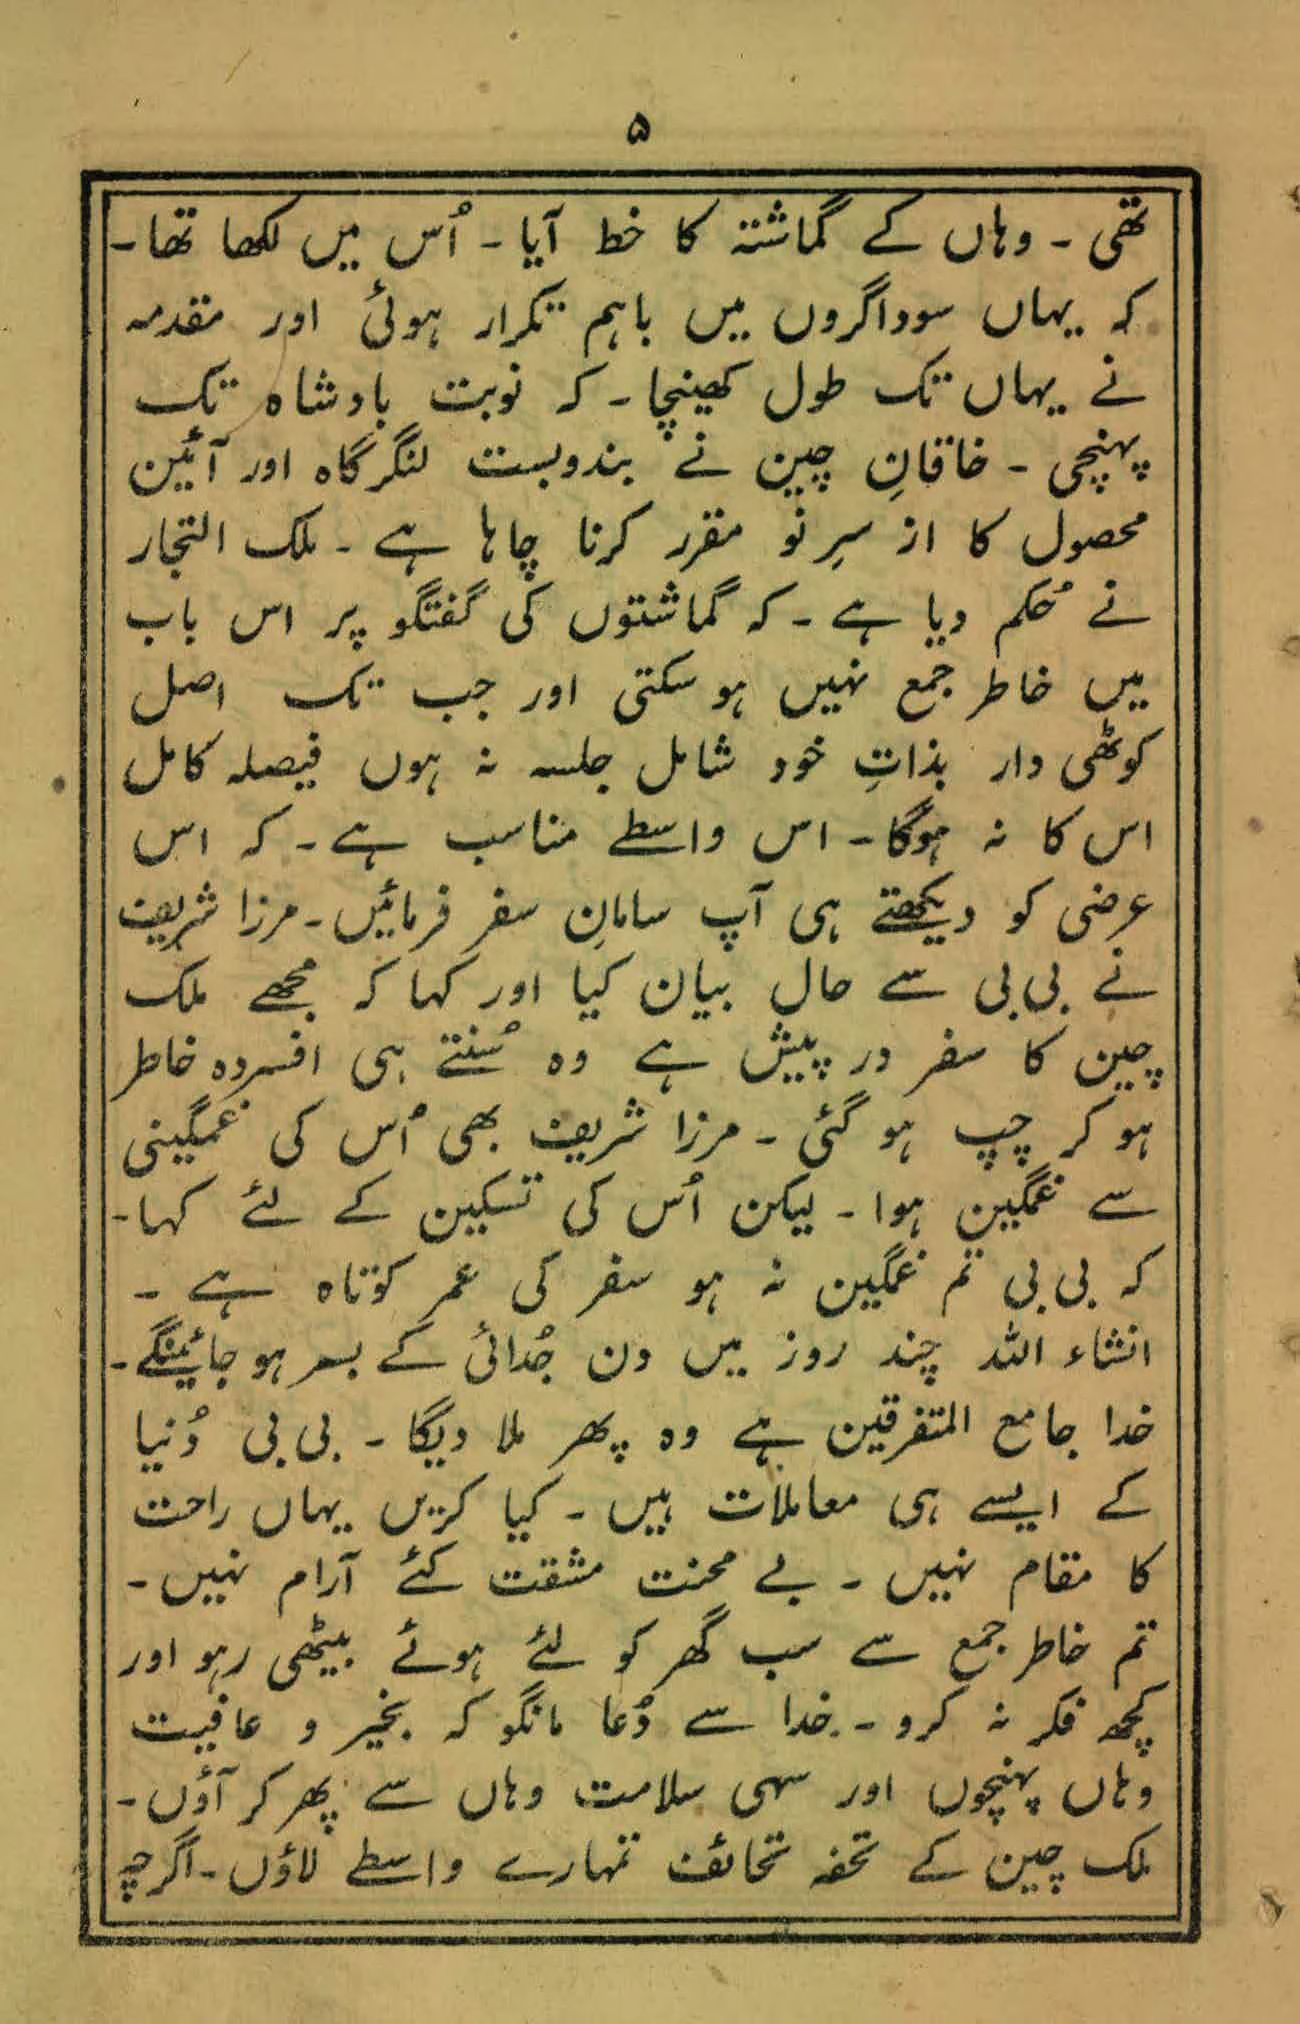 ۵
تھی ۔ وہاں کے گماشتہ کا خط آیا ۔ اُس میں لکھا تھا ۔
کہ یہاں سوداگروں میں باہم تکرار ہوئی اور مقدمہ
نے یہاں تک طول کھینچا ۔ کہ نوبت بادشاہ تک
پہنچی ۔ خاقانِ چین نے بندوبست لنگرگاہ اور آئین
محصول کا از سرِ نو مقرر کرنا چاہا ہے ۔ ملک التجار
نے حُکم دیا ہے ۔ کہ گماشتوں کی گفتگو پر اس باب
میں خاطر جمع نہیں ہو سکتی اور جب تک اصل
کوٹھی دار بذاتِ خود شامل جلسہ نہ ہوں فیصلہ کامل
اس کا نہ ہوگا ۔ اس واسطے مناسب ہے ۔ کہ اس
عرضی کو دیکھتے ہی آپ سامانِ سفر فرمائیں ۔ مرزا شریف
نے بی بی سے حال بیان کیا اور کہا کہ مجھے ملک
چین کا سفر در پیش ہے وہ سُنتے ہی افسردہ خاطر
ہو کر چپ ہو گئی ۔ مرزا شریف بھی اُس کی غمگینی
سے غمگین ہوا ۔ لیکن اُس کی تسکین کے لئے کہا ۔
کہ بی بی تم غمگین نہ ہو سفر کی عمر کوتاہ ہے ۔
انشاء اللہ چند روز میں دن جُدائی کے بسر ہو جائینگے ۔
خدا جامع المتفرقین ہے وہ پھر ملا دیگا ۔ بی بی دُنیا
کے ایسے ہی معاملات ہیں ۔ کیا کریں یہاں راحت
کا مقام نہیں ۔ بے محنت مشقت کئے آرام نہیں ۔
تم خاطر جمع سے سب گھر کو لئے ہوئے بیٹھی رہو اور
کچھ فکر نہ کرو ۔ خدا سے دُعا مانگو کہ بخیر و عافیت
وہاں پہنچوں اور سہی سلامت وہاں سے پھر کر آؤں ۔
ملک چین کے تحفہ تحائف تمہارے واسطے لاؤں ۔ اگرچہ